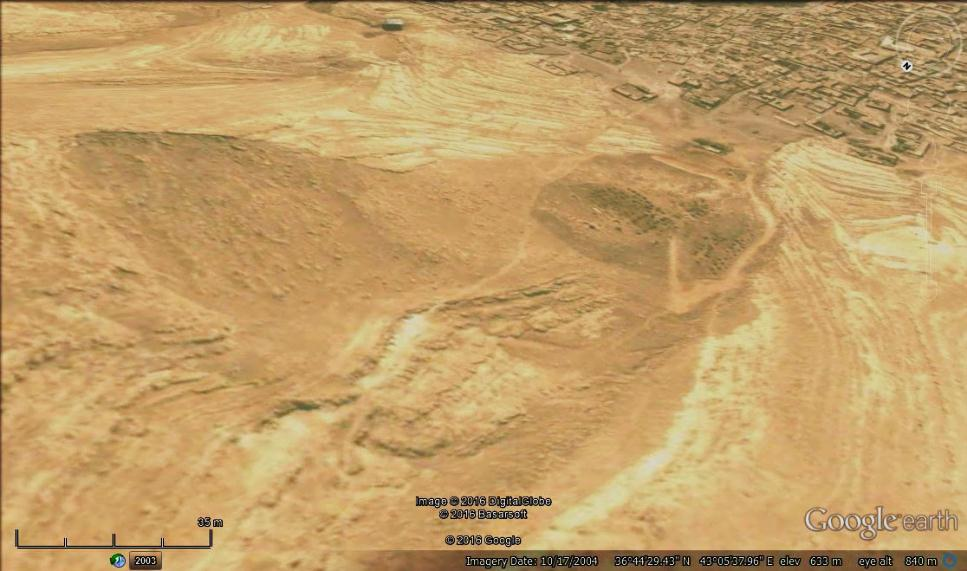 N
35 m
Image © 2016 DigitalGlobe
© 2016 Basarsoft
© 2016 Google
Google earth
2003
Imagery Date: 10/17/2004 36°44'29.43" N 43°05'37.96" E elev 633 m eye alt 840 m